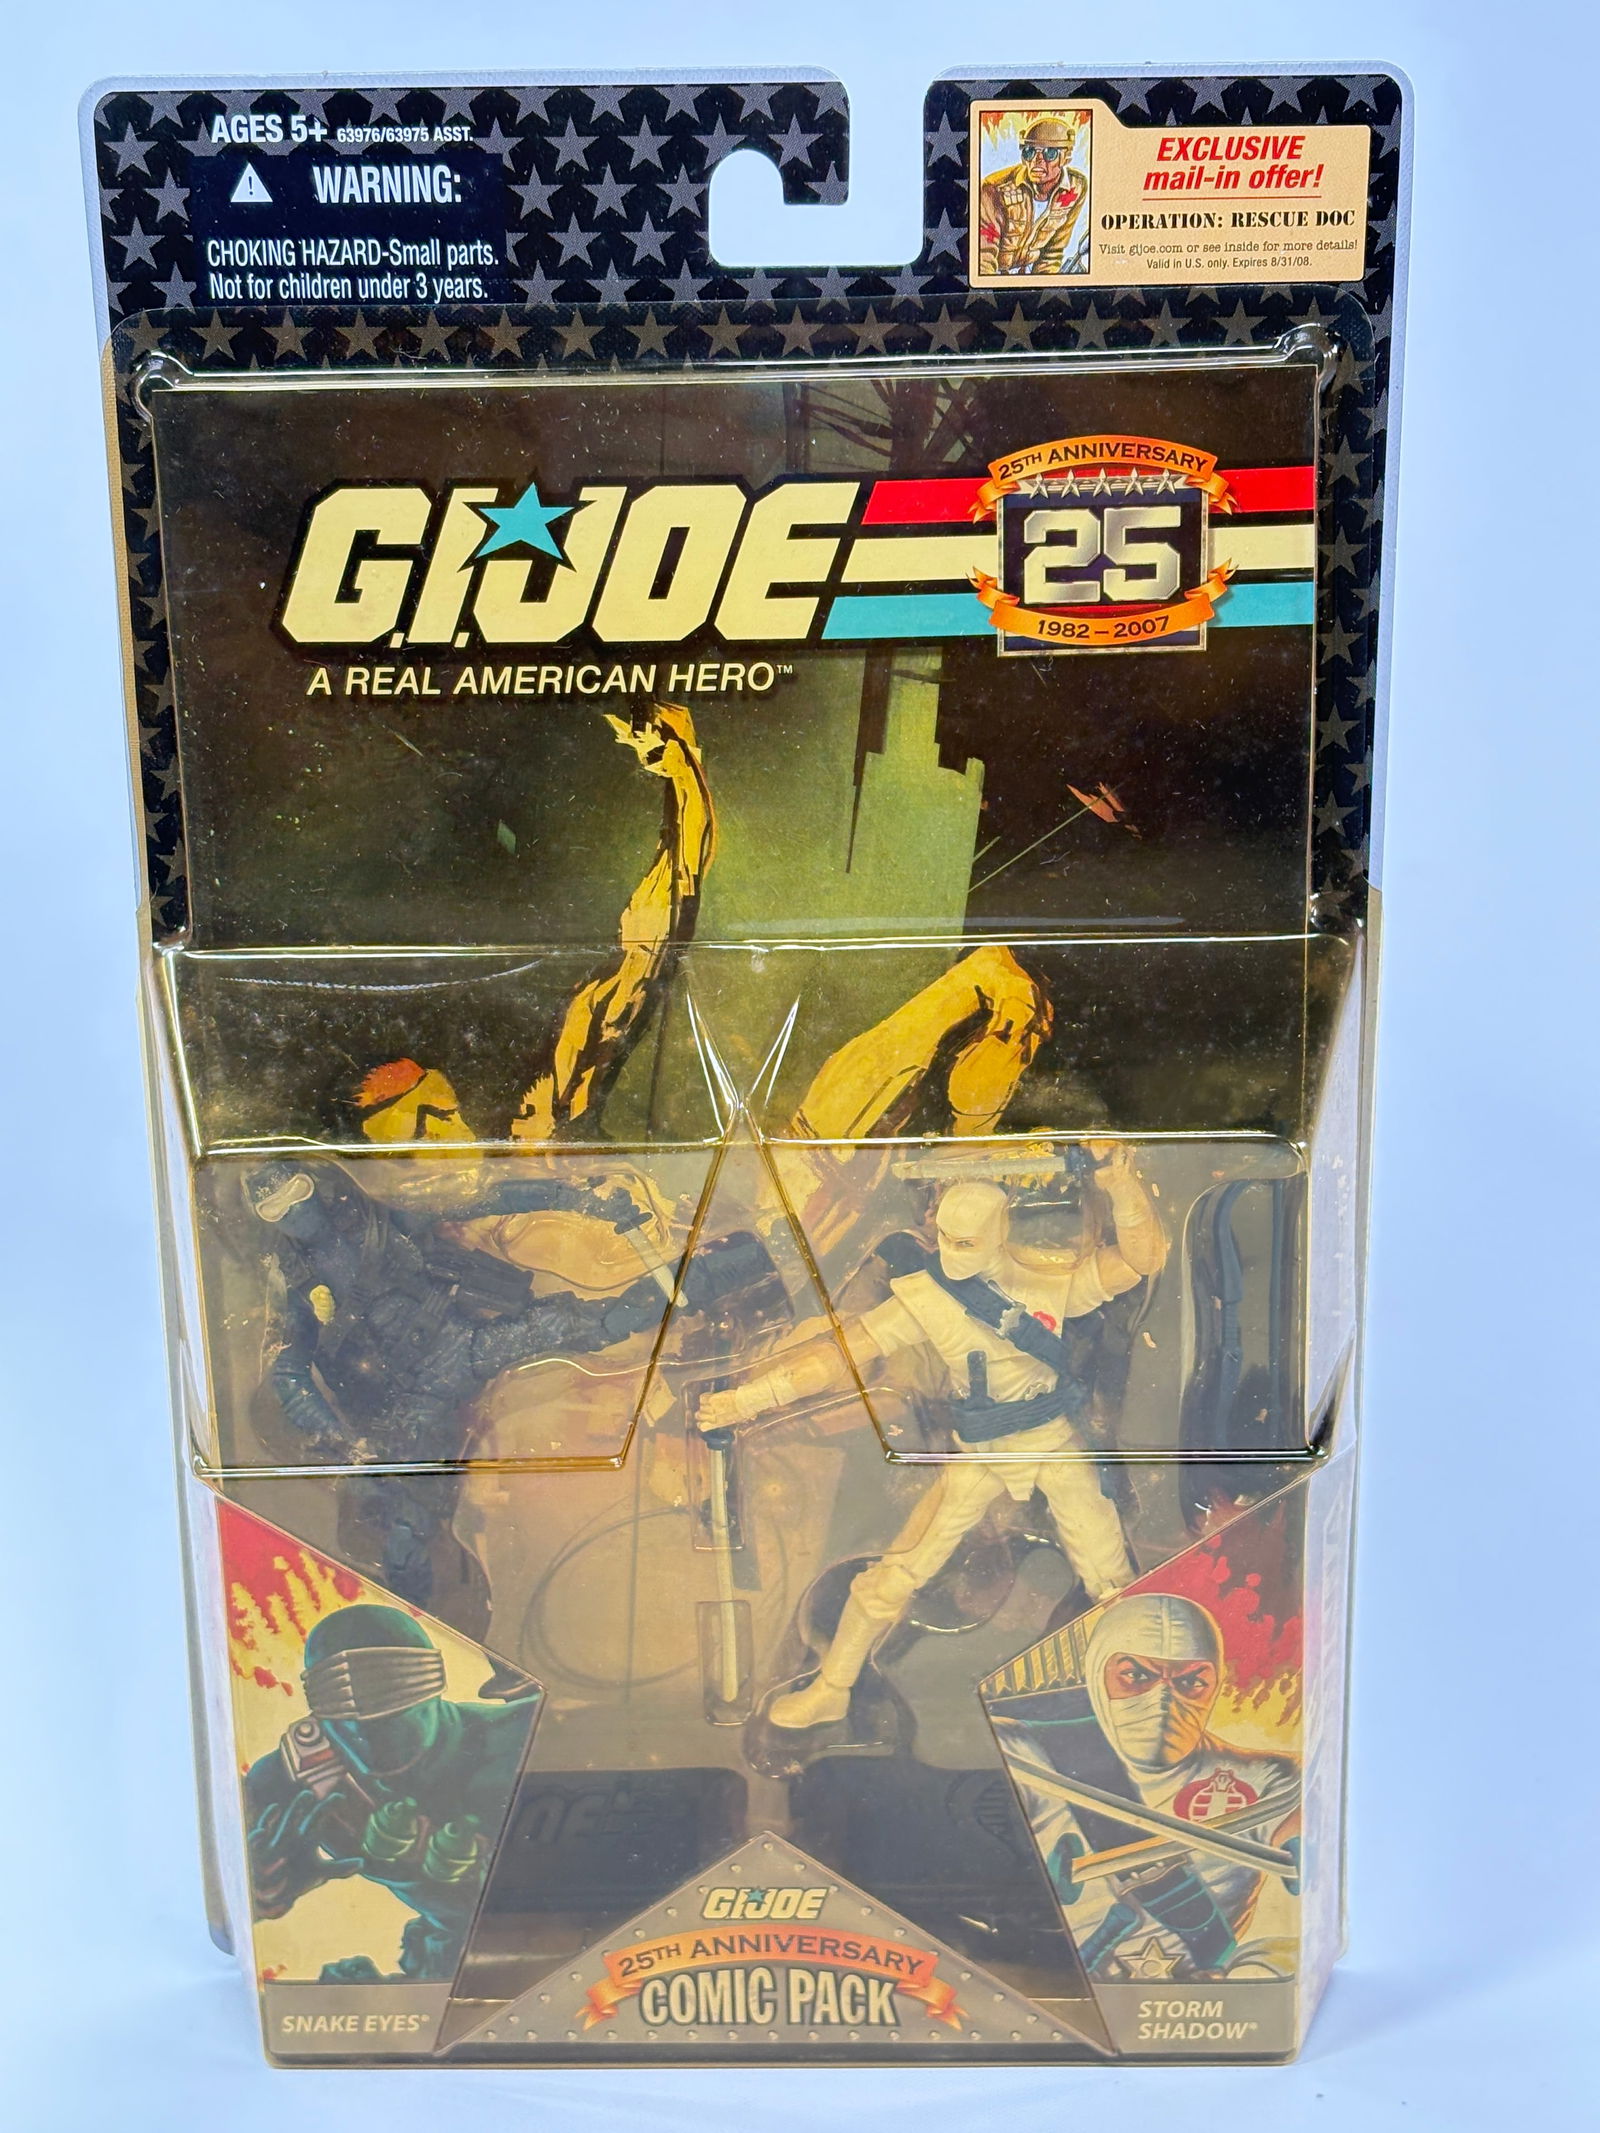 AGES 5+ 63976/63975 ASST.
WARNING:
CHOKING HAZARD-Small parts.
Not for children under 3 years.
EXCLUSIVE
mail-in offer!
OPERATION: RESCUE DOC
Visit gijoe.com or see inside for more details!
Valid in U.S. only. Expires 8/31/08.
G.I.JOE
A REAL AMERICAN HERO™
25TH ANNIVERSARY
25
1982–2007
GIJOE
25TH ANNIVERSARY
COMIC PACK
SNAKE EYES®
STORM
SHADOW®